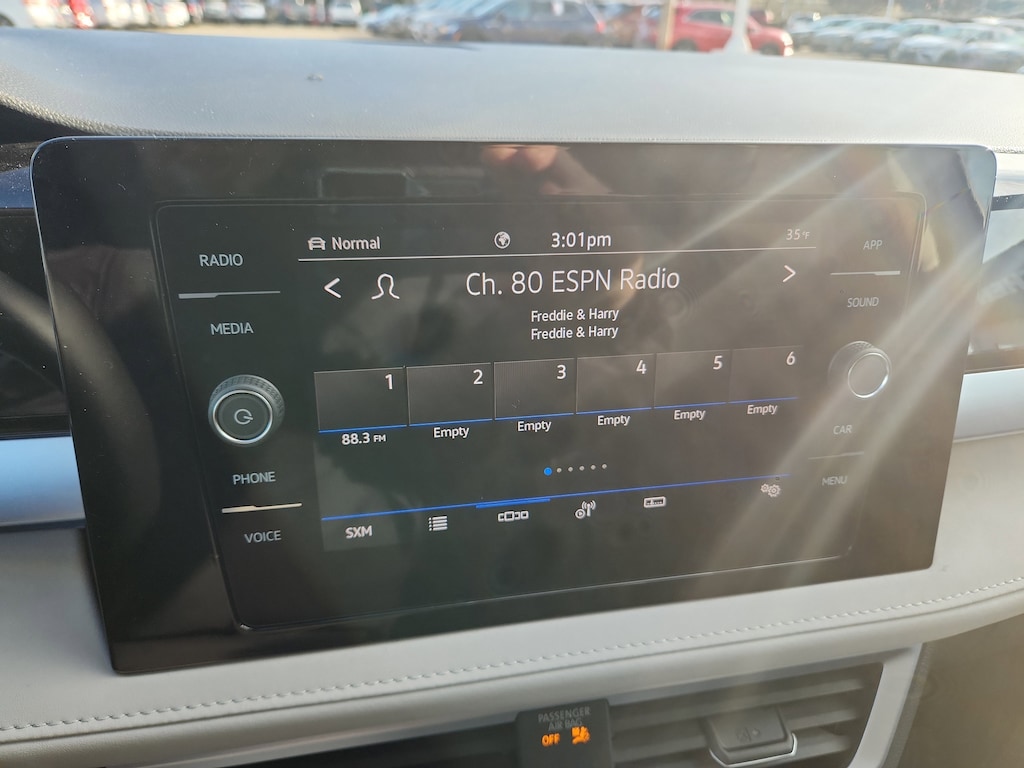 RADIO
MEDIA
PHONE
VOICE
Normal
3:01pm
35°F
Ch. 80 ESPN Radio
Freddie & Harry
Freddie & Harry
1
2
3
4
5
6
88.3 FM
Empty
Empty
Empty
Empty
Empty
SXM
APP
SOUND
CAR
MENU
PASSENGER
AIR BAG
OFF